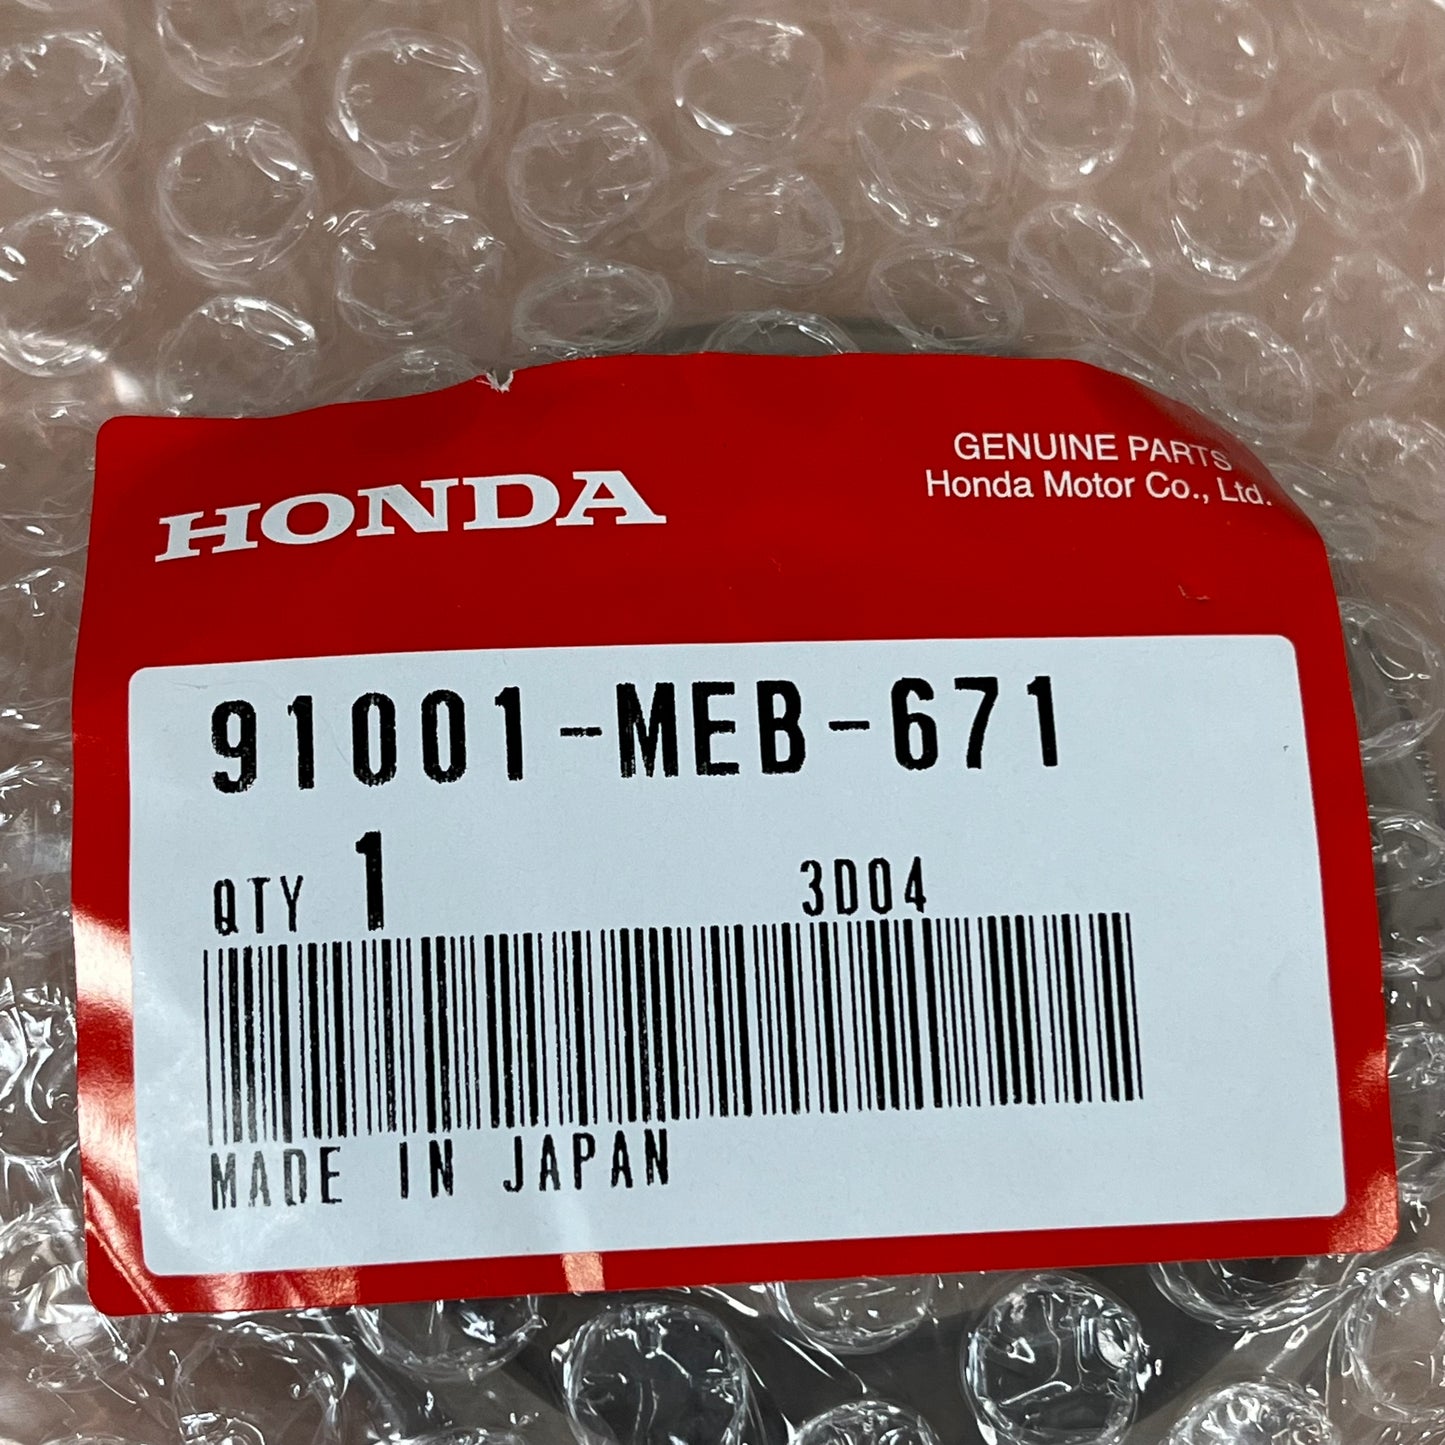 HONDA
GENUINE PARTS
Honda Motor Co., Ltd.
91001-MEB-671
QTY 1 3D04
MADE IN JAPAN